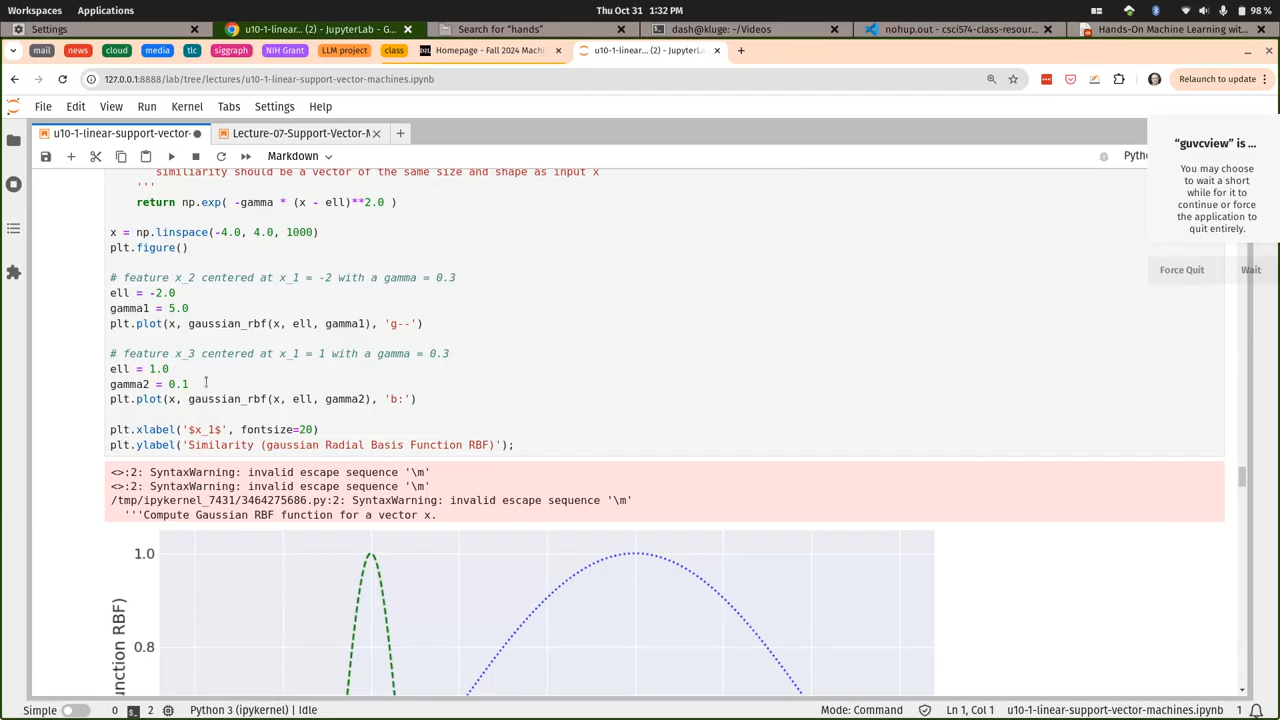 Workspaces Applications Thu Oct 31 1:32 PM 98 %
Settings u10-1-linear... (2) - JupyterLab - G... Search for “hands” dash@kluge: ~/Videos nohup.out - csci574-class-resour... Hands-On Machine Learning wit...
mail news cloud media tlc siggraph NIH Grant LLM project class Homepage - Fall 2024 Machi u10-1-linear... (2) - JupyterLa
127.0.0.1:8888/lab/tree/lectures/u10-1-linear-support-vector-machines.ipynb Relaunch to update
File Edit View Run Kernel Tabs Settings Help
u10-1-linear-support-vector- Lecture-07-Support-Vector-M
Markdown Pytho
“guvcview” is ...
You may choose
to wait a short
while for it to
continue or force
the application to
quit entirely.
Force Quit Wait
similiarity should be a vector of the same size and shape as input x
'''
return np.exp( -gamma * (x - ell)**2.0 )
x = np.linspace(-4.0, 4.0, 1000)
plt.figure()
# feature x_2 centered at x_1 = -2 with a gamma = 0.3
ell = -2.0
gamma1 = 5.0
plt.plot(x, gaussian_rbf(x, ell, gamma1), 'g--')
# feature x_3 centered at x_1 = 1 with a gamma = 0.3
ell = 1.0
gamma2 = 0.1
plt.plot(x, gaussian_rbf(x, ell, gamma2), 'b:')
plt.xlabel('$x_1$', fontsize=20)
plt.ylabel('Similarity (gaussian Radial Basis Function RBF)');
<>:2: SyntaxWarning: invalid escape sequence '\m'
<>:2: SyntaxWarning: invalid escape sequence '\m'
/tmp/ipykernel_7431/3464275686.py:2: SyntaxWarning: invalid escape sequence '\m'
'''Compute Gaussian RBF function for a vector x.
1.0
0.8
unction RBF)
Simple 0 2 Python 3 (ipykernel) | Idle Mode: Command Ln 1, Col 1 u10-1-linear-support-vector-machines.ipynb 1